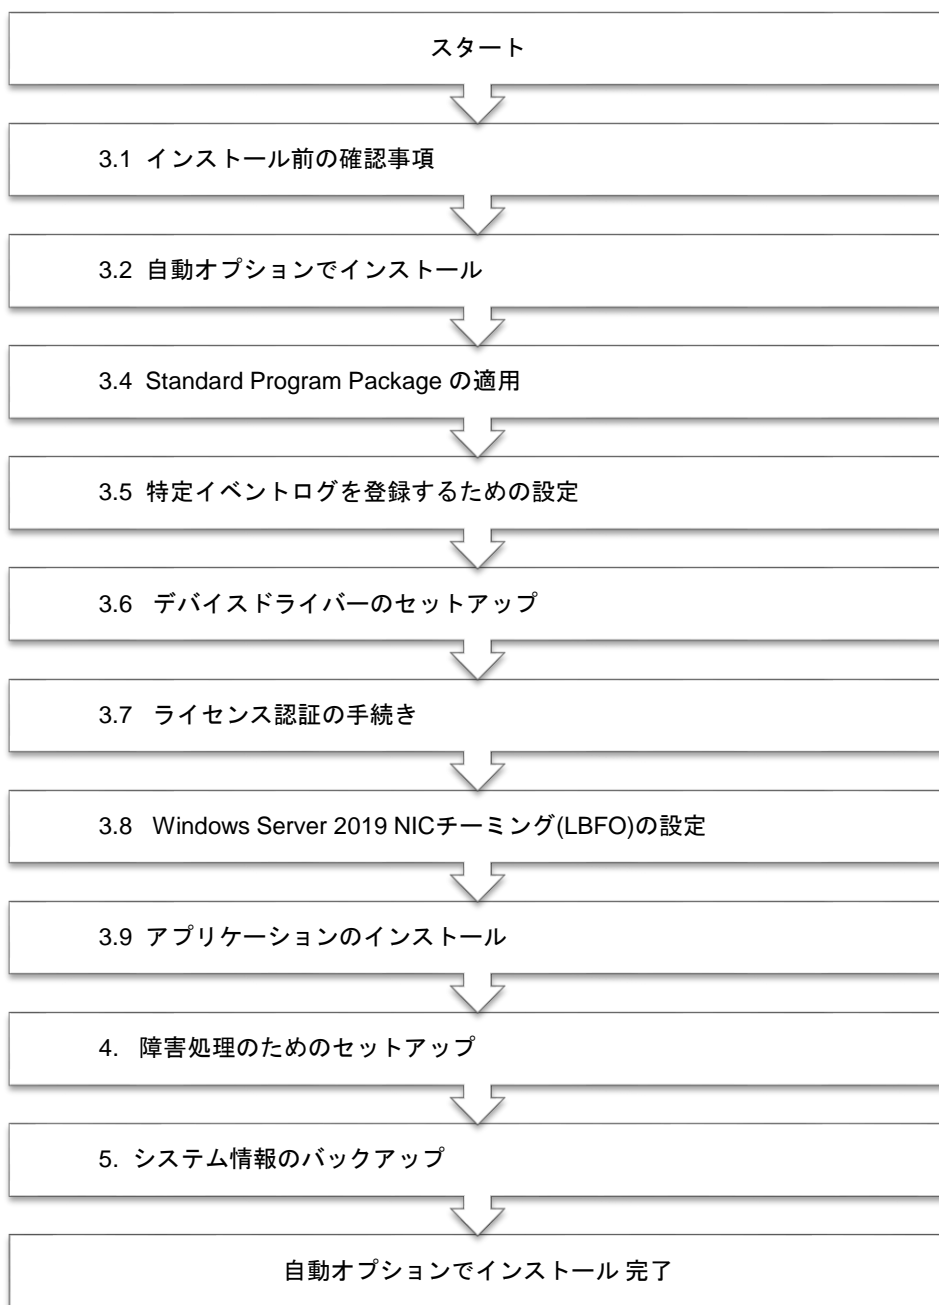 スタート
3.1 インストール前の確認事項
3.2 自動オプションでインストール
3.4 Standard Program Package の適用
3.5 特定イベントログを登録するための設定
3.6 デバイスドライバーのセットアップ
3.7 ライセンス認証の手続き
3.8 Windows Server 2019 NICチーミング(LBFO)の設定
3.9 アプリケーションのインストール
4. 障害処理のためのセットアップ
5. システム情報のバックアップ
自動オプションでインストール 完了